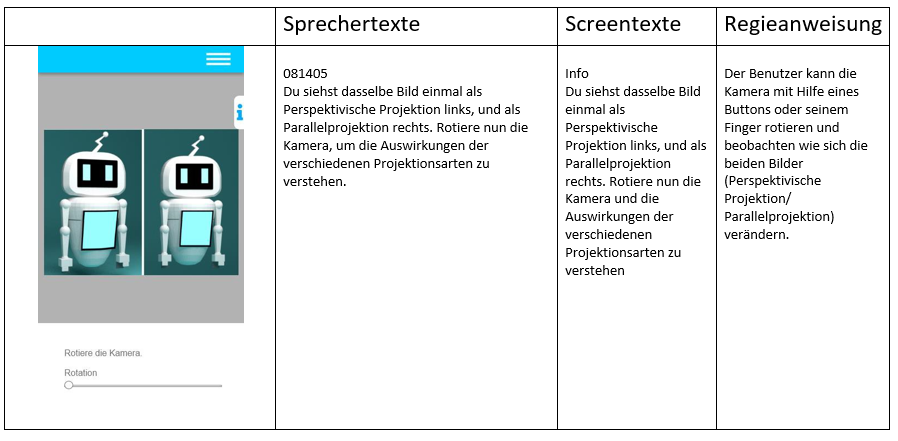 Sprechertexte
Screentexte
Regieanweisung
i
Rotiere die Kamera.
Rotation
081405
Du siehst dasselbe Bild einmal als
Perspektivische Projektion links, und als
Parallelprojektion rechts. Rotiere nun die
Kamera, um die Auswirkungen der
verschiedenen Projektionsarten zu
verstehen.
Info
Du siehst dasselbe Bild
einmal als
Perspektivische
Projektion links, und als
Parallelprojektion
rechts. Rotiere nun die
Kamera und die
Auswirkungen der
verschiedenen
Projektionsarten zu
verstehen
Der Benutzer kann die
Kamera mit Hilfe eines
Buttons oder seinem
Finger rotieren und
beobachten wie sich die
beiden Bilder
(Perspektivische
Projektion/
Parallelprojektion)
verändern.